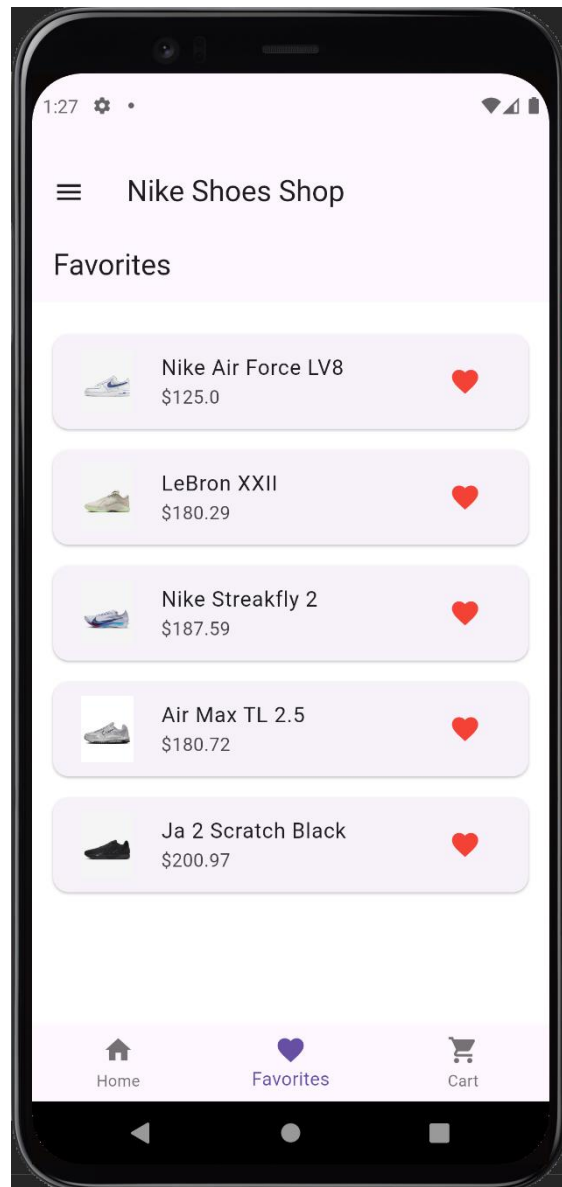 1:27
Nike Shoes Shop
Favorites
Nike Air Force LV8
$125.0
LeBron XXII
$180.29
Nike Streakfly 2
$187.59
Air Max TL 2.5
$180.72
Ja 2 Scratch Black
$200.97
Home Favorites Cart